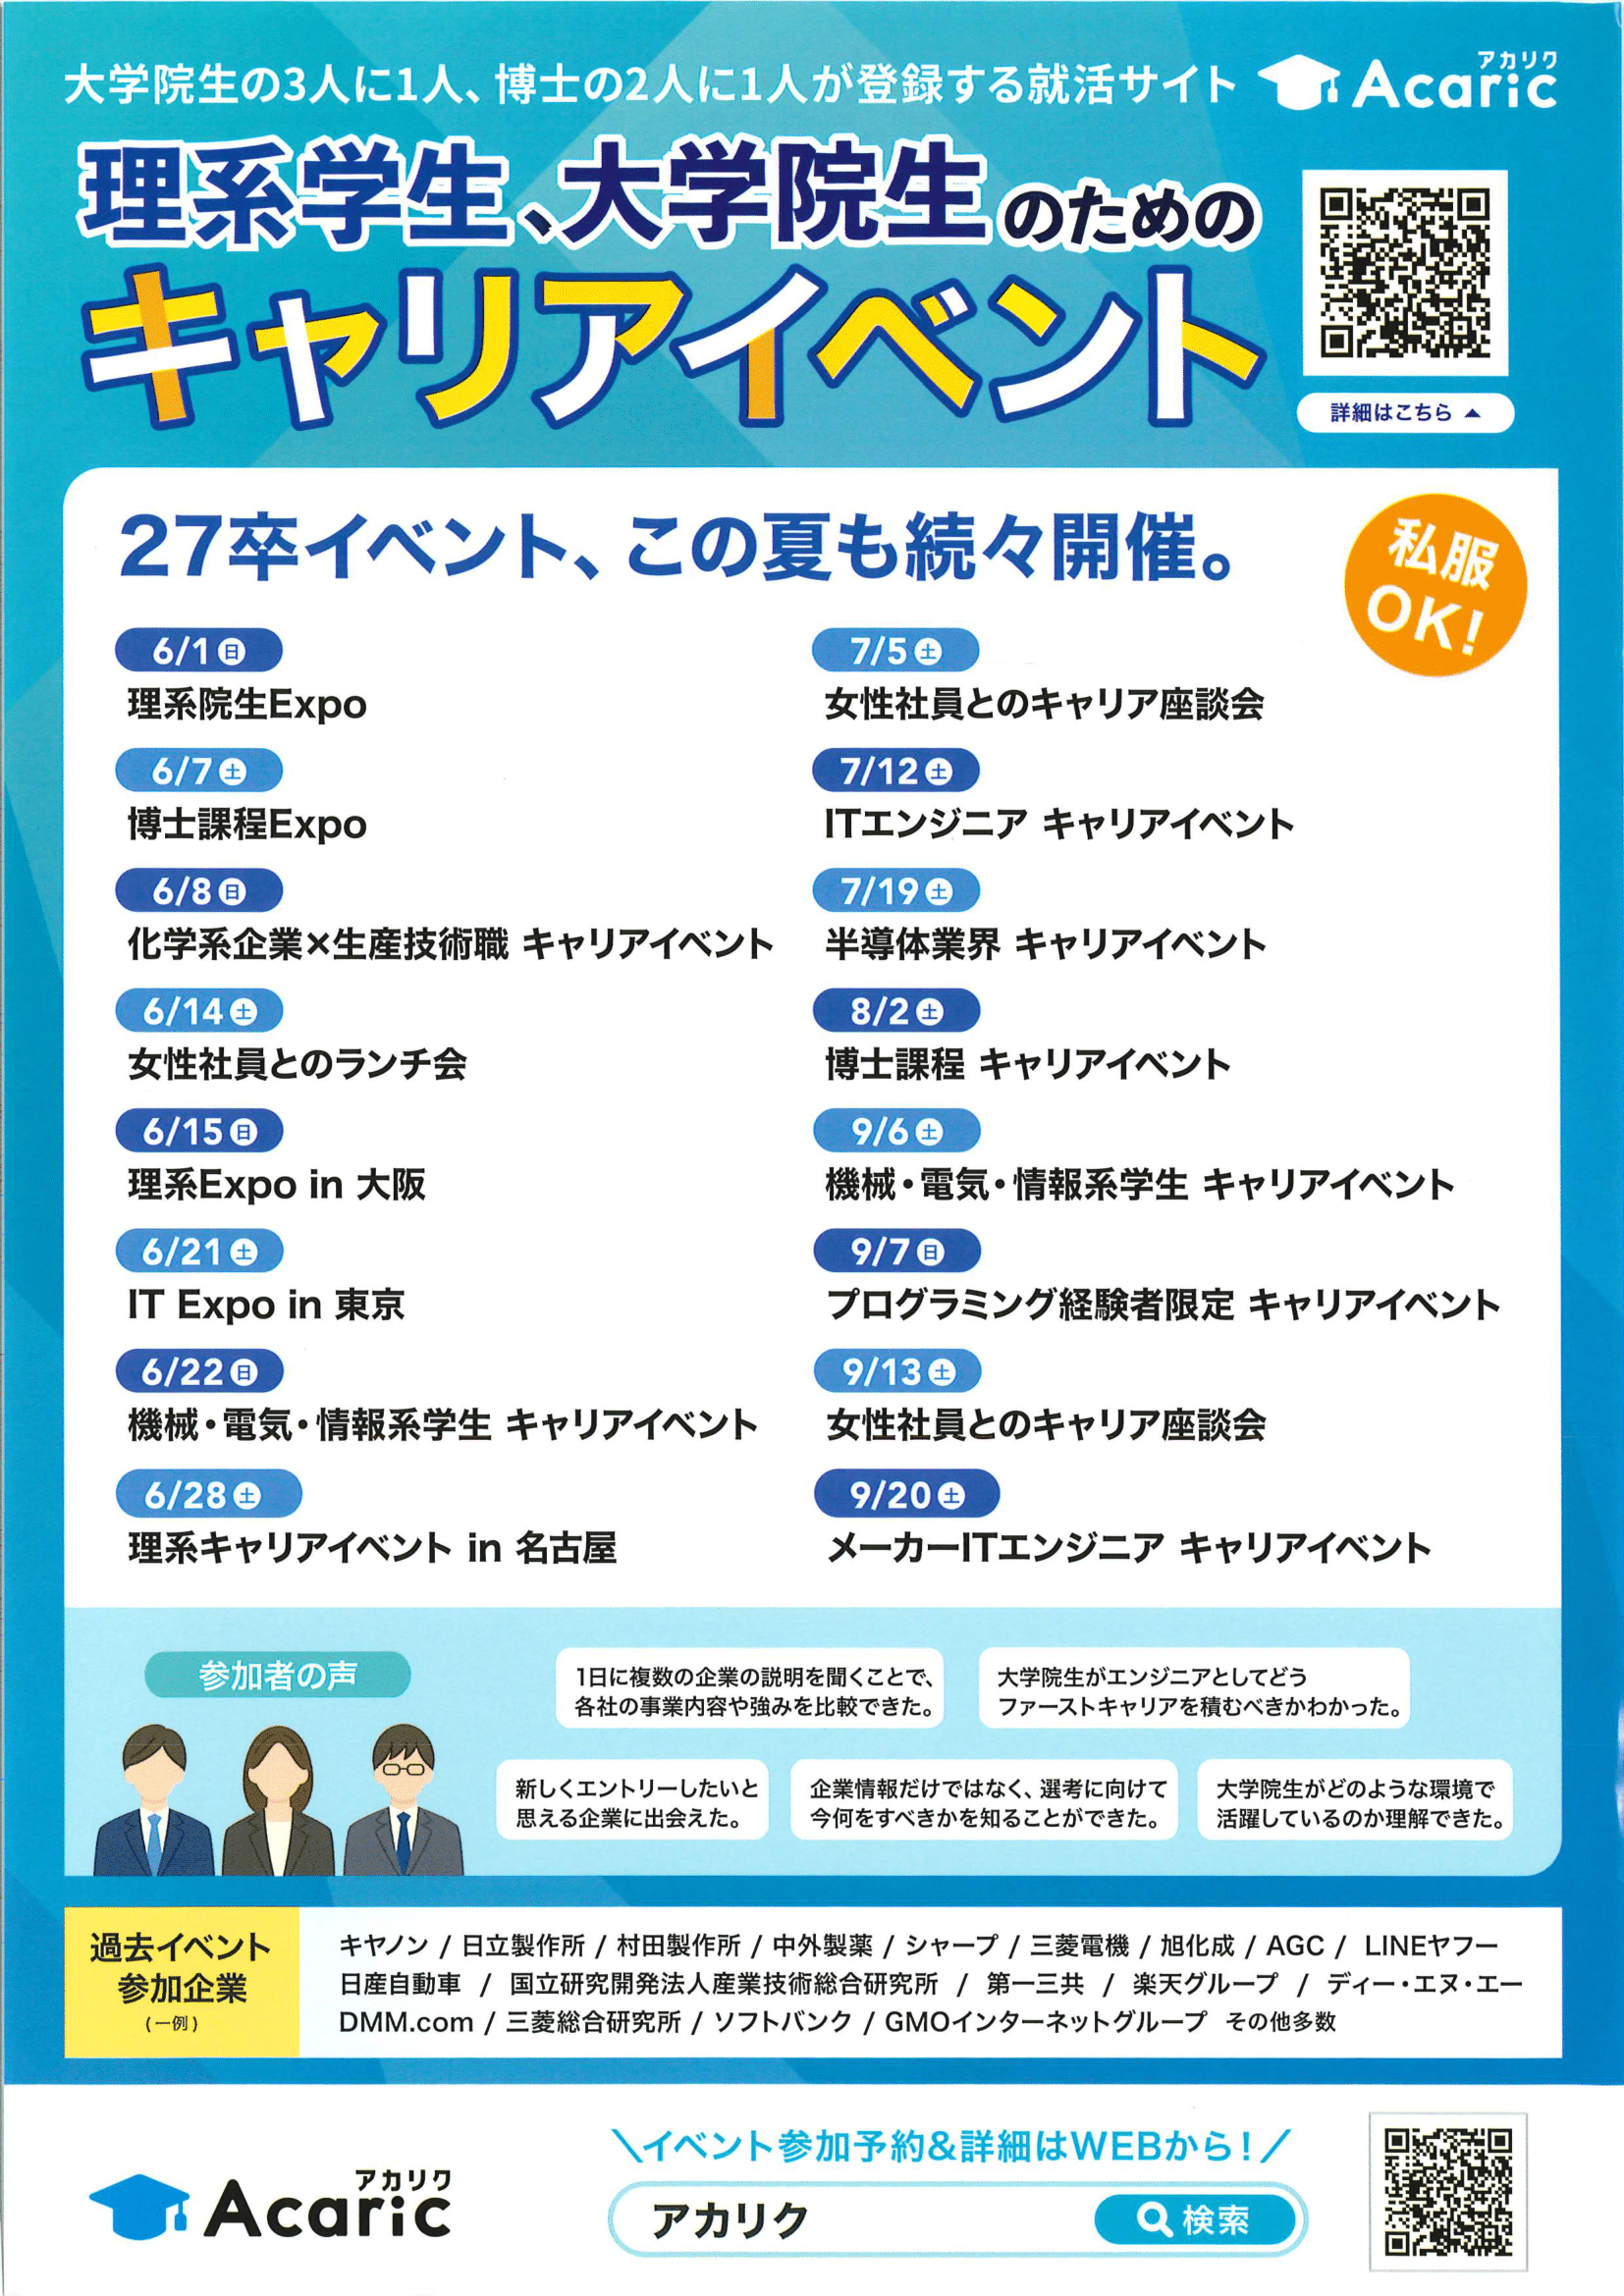 大学院生の3人に1人、博士の2人に1人が登録する就活サイト
アカリク
Acaric
理系学生、大学院生のための
キャリアイベント
詳細はこちら ▲
27卒イベント、この夏も続々開催。
私服
OK!
6/1 日
理系院生Expo
6/7 土
博士課程Expo
6/8 日
化学系企業×生産技術職 キャリアイベント
6/14 土
女性社員とのランチ会
6/15 日
理系Expo in 大阪
6/21 土
IT Expo in 東京
6/22 日
機械・電気・情報系学生 キャリアイベント
6/28 土
理系キャリアイベント in 名古屋
7/5 土
女性社員とのキャリア座談会
7/12 土
ITエンジニア キャリアイベント
7/19 土
半導体業界 キャリアイベント
8/2 土
博士課程 キャリアイベント
9/6 土
機械・電気・情報系学生 キャリアイベント
9/7 日
プログラミング経験者限定 キャリアイベント
9/13 土
女性社員とのキャリア座談会
9/20 土
メーカーITエンジニア キャリアイベント
参加者の声
1日に複数の企業の説明を聞くことで、
各社の事業内容や強みを比較できた。
大学院生がエンジニアとしてどう
ファーストキャリアを積むべきかわかった。
新しくエントリーしたいと
思える企業に出会えた。
企業情報だけではなく、選考に向けて
今何をすべきかを知ることができた。
大学院生がどのような環境で
活躍しているのか理解できた。
過去イベント
参加企業
(一例)
キヤノン / 日立製作所 / 村田製作所 / 中外製薬 / シャープ / 三菱電機 / 旭化成 / AGC / LINEヤフー
日産自動車 / 国立研究開発法人産業技術総合研究所 / 第一三共 / 楽天グループ / ディー・エヌ・エー
DMM.com / 三菱総合研究所 / ソフトバンク / GMOインターネットグループ その他多数
アカリク
Acaric
＼イベント参加予約&詳細はWEBから！／
アカリク
検索